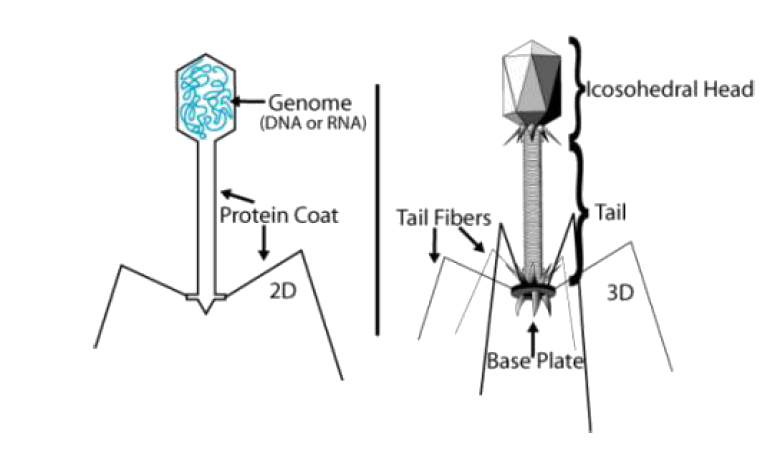 Genome
(DNA or RNA)
Protein Coat
2D
Icosohedral Head
Tail Fibers
Tail
3D
Base Plate